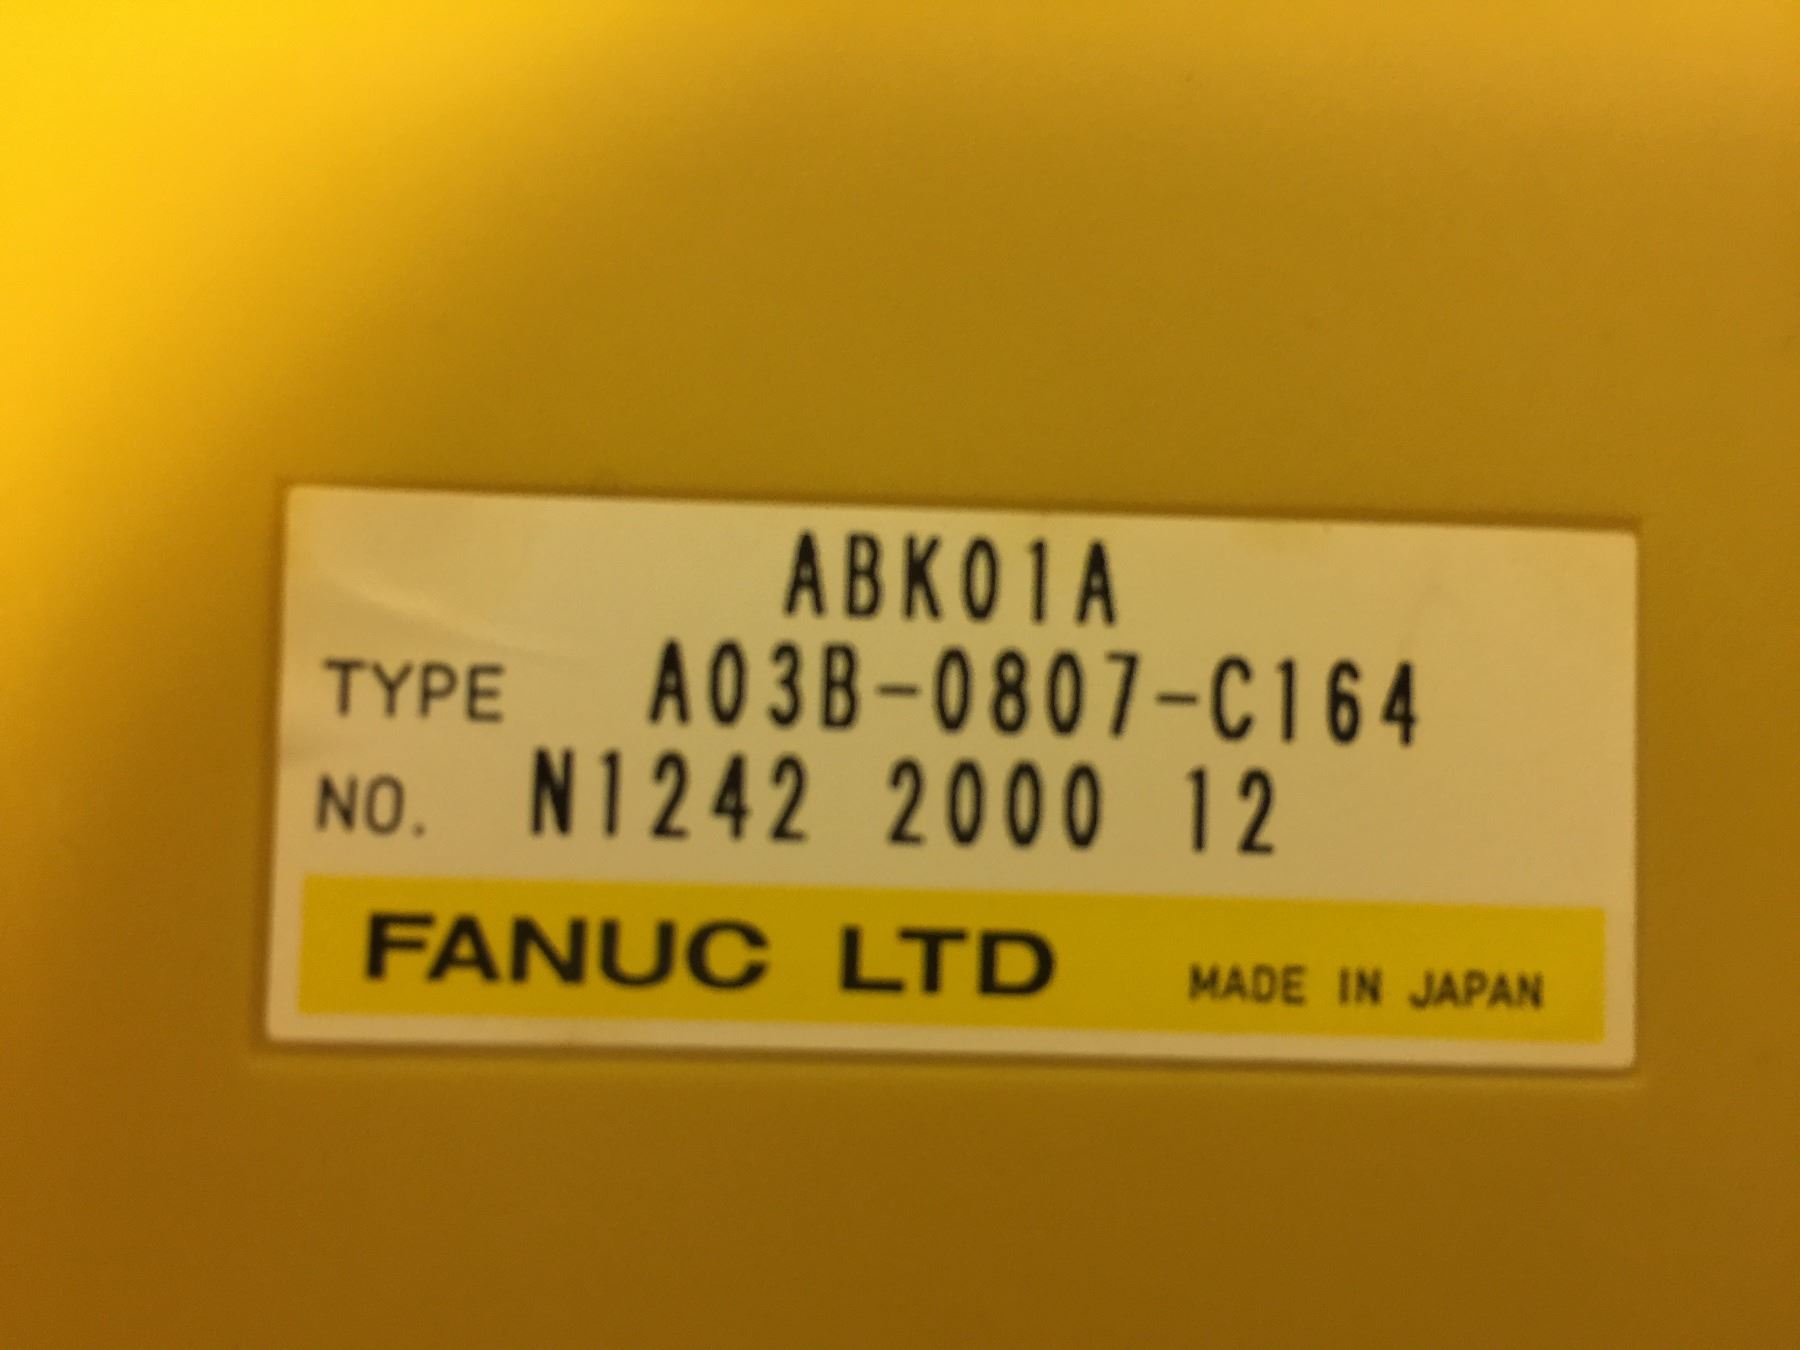 ABK01A
TYPE A03B-0807-C164
NO. N1242 2000 12
FANUC LTD MADE IN JAPAN